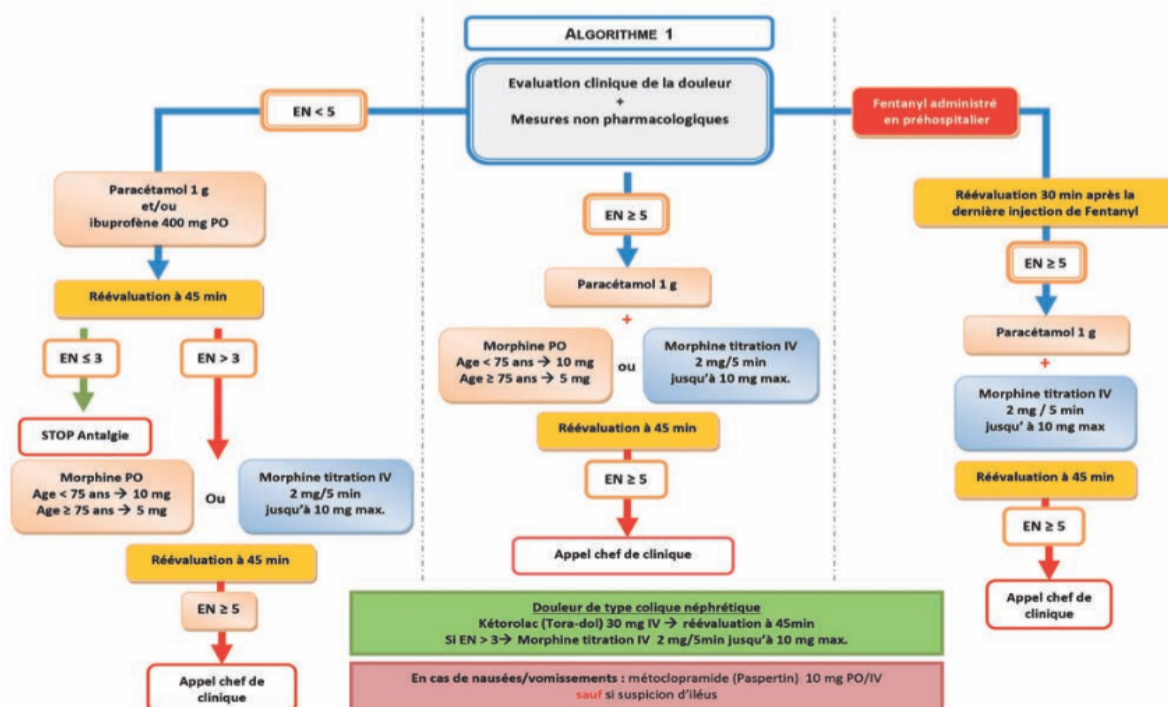 ALGORITHME 1
Evaluation clinique de la douleur
+
Mesures non pharmacologiques
EN < 5
Paracétamol 1 g
et/ou
ibuprofène 400 mg PO
Réévaluation à 45 min
EN ≤ 3
EN > 3
STOP Antalgie
Morphine PO
Age < 75 ans → 10 mg
Age ≥ 75 ans → 5 mg
Ou
Morphine titration IV
2 mg/5 min
jusqu'à 10 mg max.
Réévaluation à 45 min
EN ≥ 5
Appel chef de
clinique
EN ≥ 5
Paracétamol 1 g
+
Morphine PO
Age < 75 ans → 10 mg
Age ≥ 75 ans → 5 mg
ou
Morphine titration IV
2 mg/5 min
jusqu'à 10 mg max.
Réévaluation à 45 min
EN ≥ 5
Appel chef de clinique
Fentanyl administré
en préhospitalier
Réévaluation 30 min après la
dernière injection de Fentanyl
EN ≥ 5
Paracétamol 1 g
+
Morphine titration IV
2 mg / 5 min
jusqu' à 10 mg max
Réévaluation à 45 min
EN ≥ 5
Appel chef de
clinique
Douleur de type colique néphrétique
Kétorolac (Tora-dol) 30 mg IV → réévaluation à 45min
Si EN > 3→ Morphine titration IV 2 mg/5min jusqu'à 10 mg max.
En cas de nausées/vomissements : métoclopramide (Paspertin) 10 mg PO/IV
sauf si suspicion d'iléus